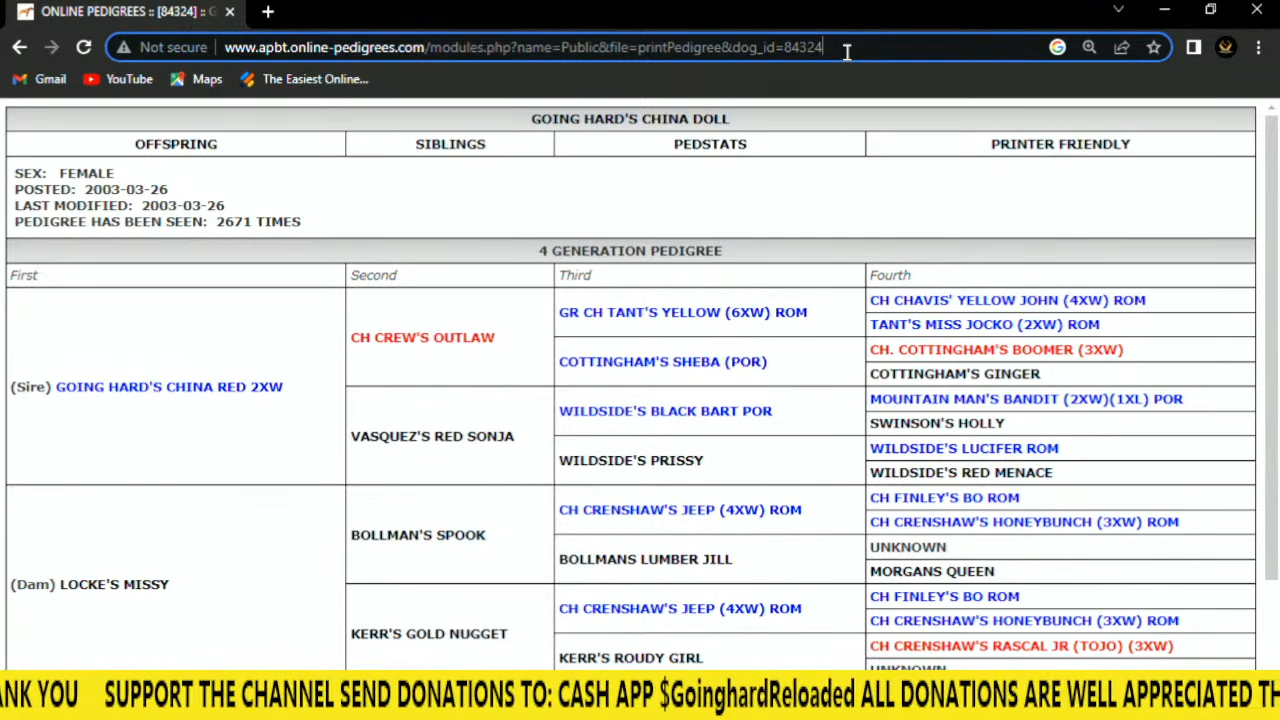 ONLINE PEDIGREES :: [84324] :: G
Not secure www.apbt.online-pedigrees.com/modules.php?name=Public&file=printPedigree&dog_id=84324
Gmail YouTube Maps The Easiest Online...
GOING HARD'S CHINA DOLL
OFFSPRING SIBLINGS PEDSTATS PRINTER FRIENDLY
SEX: FEMALE
POSTED: 2003-03-26
LAST MODIFIED: 2003-03-26
PEDIGREE HAS BEEN SEEN: 2671 TIMES
4 GENERATION PEDIGREE
First Second Third Fourth
(Sire) GOING HARD'S CHINA RED 2XW
CH CREW'S OUTLAW
GR CH TANT'S YELLOW (6XW) ROM
CH CHAVIS' YELLOW JOHN (4XW) ROM
TANT'S MISS JOCKO (2XW) ROM
COTTINGHAM'S SHEBA (POR)
CH. COTTINGHAM'S BOOMER (3XW)
COTTINGHAM'S GINGER
VASQUEZ'S RED SONJA
WILDSIDE'S BLACK BART POR
MOUNTAIN MAN'S BANDIT (2XW)(1XL) POR
SWINSON'S HOLLY
WILDSIDE'S PRISSY
WILDSIDE'S LUCIFER ROM
WILDSIDE'S RED MENACE
(Dam) LOCKE'S MISSY
BOLLMAN'S SPOOK
CH CRENSHAW'S JEEP (4XW) ROM
CH FINLEY'S BO ROM
CH CRENSHAW'S HONEYBUNCH (3XW) ROM
BOLLMANS LUMBER JILL
UNKNOWN
MORGANS QUEEN
KERR'S GOLD NUGGET
CH CRENSHAW'S JEEP (4XW) ROM
CH FINLEY'S BO ROM
CH CRENSHAW'S HONEYBUNCH (3XW) ROM
KERR'S ROUDY GIRL
CH CRENSHAW'S RASCAL JR (TOJO) (3XW)
UNKNOWN
ANK YOU SUPPORT THE CHANNEL SEND DONATIONS TO: CASH APP $GoinghardReloaded ALL DONATIONS ARE WELL APPRECIATED TH